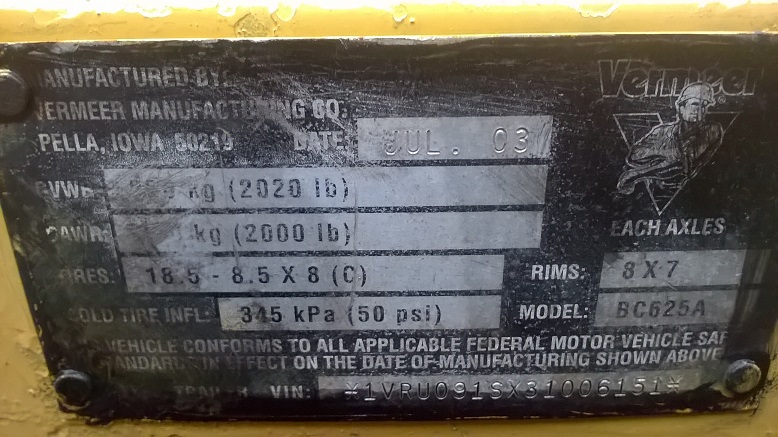 MANUFACTURED BY:
VERMEER MANUFACTURING CO.
PELLA, IOWA 50219 DATE: JUL. 03
Vermeer
GVWR kg (2020 lb)
GAWR kg (2000 lb)
EACH AXLES
TIRES: 18.5 - 8.5 X 8 (C) RIMS: 8 X 7
COLD TIRE INFL: 345 kPa (50 psi) MODEL: BC625A
VEHICLE CONFORMS TO ALL APPLICABLE FEDERAL MOTOR VEHICLE SAF
STANDARDS IN EFFECT ON THE DATE OF MANUFACTURING SHOWN ABOVE
TRAILER VIN: *1VRU091SX31006151*